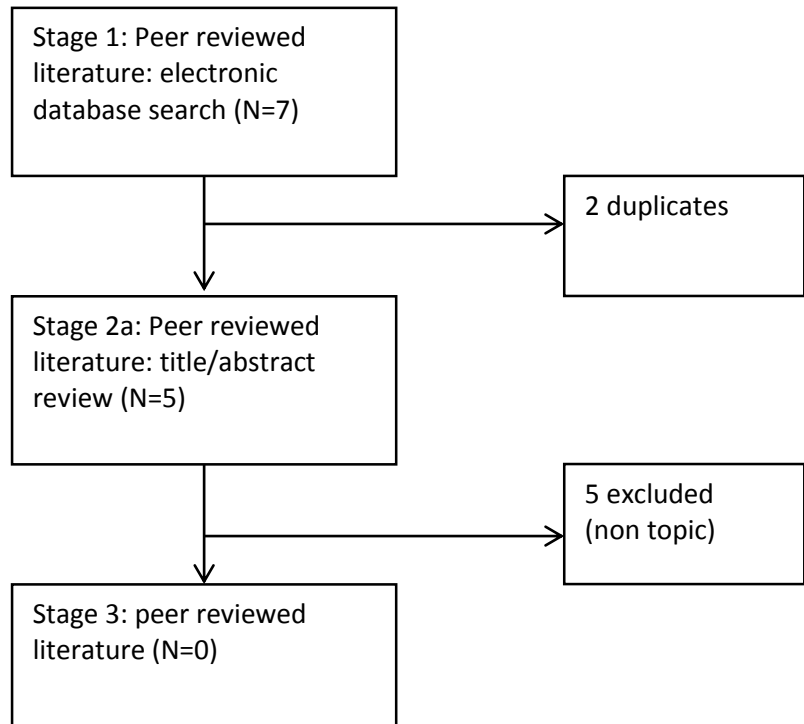 Stage 1: Peer reviewed
literature: electronic
database search (N=7)
2 duplicates
Stage 2a: Peer reviewed
literature: title/abstract
review (N=5)
5 excluded
(non topic)
Stage 3: peer reviewed
literature (N=0)